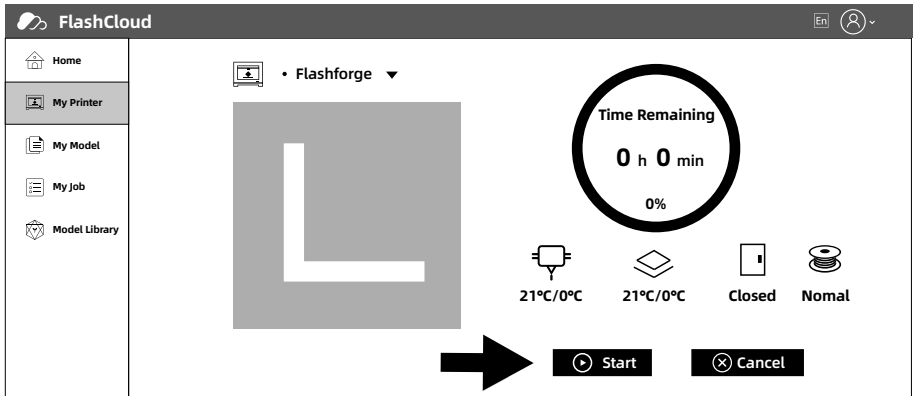 FlashCloud
En
Home
My Printer
My Model
My Job
Model Library
• Flashforge
Time Remaining
0 h 0 min
0%
21℃/0℃
21℃/0℃
Closed
Nomal
Start
Cancel